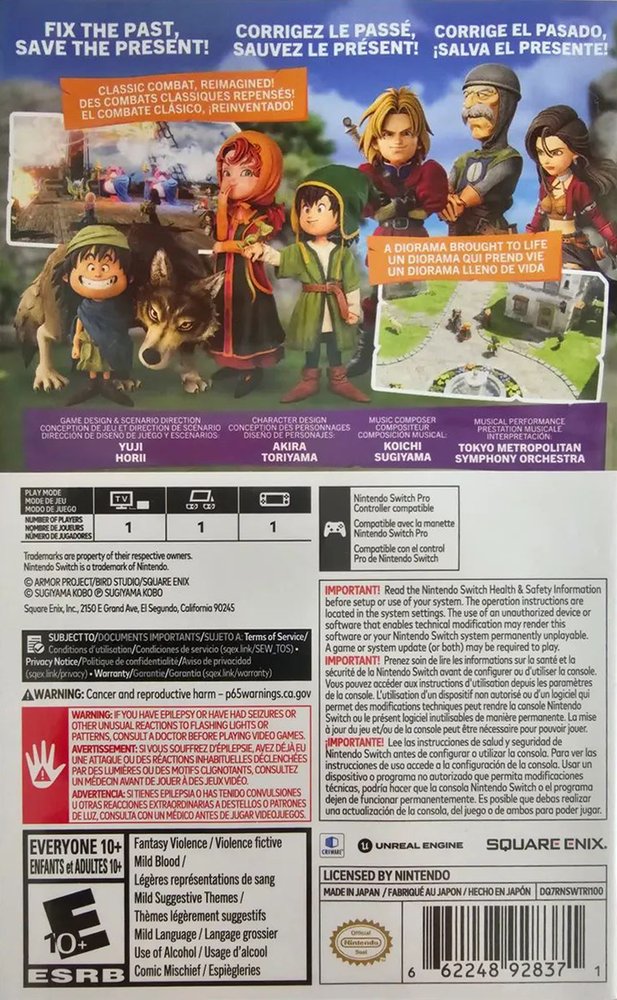 FIX THE PAST,
SAVE THE PRESENT!
CORRIGEZ LE PASSÉ,
SAUVEZ LE PRÉSENT!
CORRIGE EL PASADO,
¡SALVA EL PRESENTE!
CLASSIC COMBAT, REIMAGINED!
DES COMBATS CLASSIQUES REPENSÉS!
EL COMBATE CLÁSICO, ¡REINVENTADO!
A DIORAMA BROUGHT TO LIFE
UN DIORAMA QUI PREND VIE
UN DIORAMA LLENO DE VIDA
GAME DESIGN & SCENARIO DIRECTION
CONCEPTION DE JEU ET DIRECTION DE SCENARIO
DIRECCIÓN DE DISEÑO DE JUEGO Y ESCENARIOS:
YUJI
HORII
CHARACTER DESIGN
CONCEPTION DES PERSONNAGES
DISEÑO DE PERSONAJES:
AKIRA
TORIYAMA
MUSIC COMPOSER
COMPOSITEUR
COMPOSICIÓN MUSICAL:
KOICHI
SUGIYAMA
MUSICAL PERFORMANCE
PRESTATION MUSICALE
INTERPRETACIÓN:
TOKYO METROPOLITAN
SYMPHONY ORCHESTRA
PLAY MODE
MODE DE JEU
MODO DE JUEGO
TV
NUMBER OF PLAYERS
NOMBRE DE JOUEURS
NÚMERO DE JUGADORES
1
1
1
Nintendo Switch Pro
Controller compatible
Compatible avec la manette
Nintendo Switch Pro
Compatible con el control
Pro de Nintendo Switch
Trademarks are property of their respective owners.
Nintendo Switch is a trademark of Nintendo.
© ARMOR PROJECT/BIRD STUDIO/SQUARE ENIX
© SUGIYAMA KOBO ℗ SUGIYAMA KOBO
Square Enix, Inc., 2150 E Grand Ave, El Segundo, California 90245
SUBJECT TO/DOCUMENTS IMPORTANTS/SUJETO A: Terms of Service/
Conditions d'utilisation/Condiciones de servicio (sqex.link/SEW_TOS) •
Privacy Notice/Politique de confidentialité/Aviso de privacidad
(sqex.link/privacy) • Warranty/Garantie/Garantía (sqex.link/warranty)
WARNING: Cancer and reproductive harm – p65warnings.ca.gov
WARNING: IF YOU HAVE EPILEPSY OR HAVE HAD SEIZURES OR
OTHER UNUSUAL REACTIONS TO FLASHING LIGHTS OR
PATTERNS, CONSULT A DOCTOR BEFORE PLAYING VIDEO GAMES.
AVERTISSEMENT: SI VOUS SOUFFREZ D'ÉPILEPSIE, AVEZ DÉJÀ EU
UNE ATTAQUE OU DES RÉACTIONS INHABITUELLES DÉCLENCHÉES
PAR DES LUMIÈRES OU DES MOTIFS CLIGNOTANTS, CONSULTEZ
UN MÉDECIN AVANT DE JOUER À DES JEUX VIDÉO.
ADVERTENCIA: SI TIENES EPILEPSIA O HAS TENIDO CONVULSIONES
U OTRAS REACCIONES EXTRAORDINARIAS A DESTELLOS O PATRONES
DE LUZ, CONSULTA CON UN MÉDICO ANTES DE JUGAR VIDEOJUEGOS.
IMPORTANT! Read the Nintendo Switch Health & Safety Information
before setup or use of your system. The operation instructions are
located in the system settings. The use of an unauthorized device or
software that enables technical modification may render this
software or your Nintendo Switch system permanently unplayable.
A game or system update (or both) may be required to play.
IMPORTANT! Prenez soin de lire les informations sur la santé et la
sécurité de la Nintendo Switch avant de configurer ou d'utiliser la console.
Vous pouvez accéder aux instructions d'utilisation depuis les paramètres
de la console. L'utilisation d'un dispositif non autorisé ou d'un logiciel qui
permet des modifications techniques peut rendre la console Nintendo
Switch ou le présent logiciel inutilisables de manière permanente. La mise
à jour du jeu et/ou de la console peut être nécessaire pour pouvoir jouer.
¡IMPORTANTE! Lee las instrucciones de salud y seguridad de
Nintendo Switch antes de configurar o utilizar la consola. Para ver las
instrucciones de uso accede a la configuración de la consola. Usar un
dispositivo o programa no autorizado que permita modificaciones
técnicas, podría hacer que la consola Nintendo Switch o el programa
dejen de funcionar permanentemente. Es posible que debas realizar
una actualización de la consola, del juego o de ambos para poder jugar.
EVERYONE 10+
ENFANTS et ADULTES 10+
E
10+
ESRB
Fantasy Violence / Violence fictive
Mild Blood /
Légères représentations de sang
Mild Suggestive Themes /
Thèmes légèrement suggestifs
Mild Language / Langage grossier
Use of Alcohol / Usage d'alcool
Comic Mischief / Espiègleries
CRIWARE
UNREAL ENGINE
SQUARE ENIX.
LICENSED BY NINTENDO
MADE IN JAPAN / FABRIQUÉ AU JAPON / HECHO EN JAPÓN
DQ7RNSWTR1100
Official
Nintendo
Seal
6 62248 92837 1